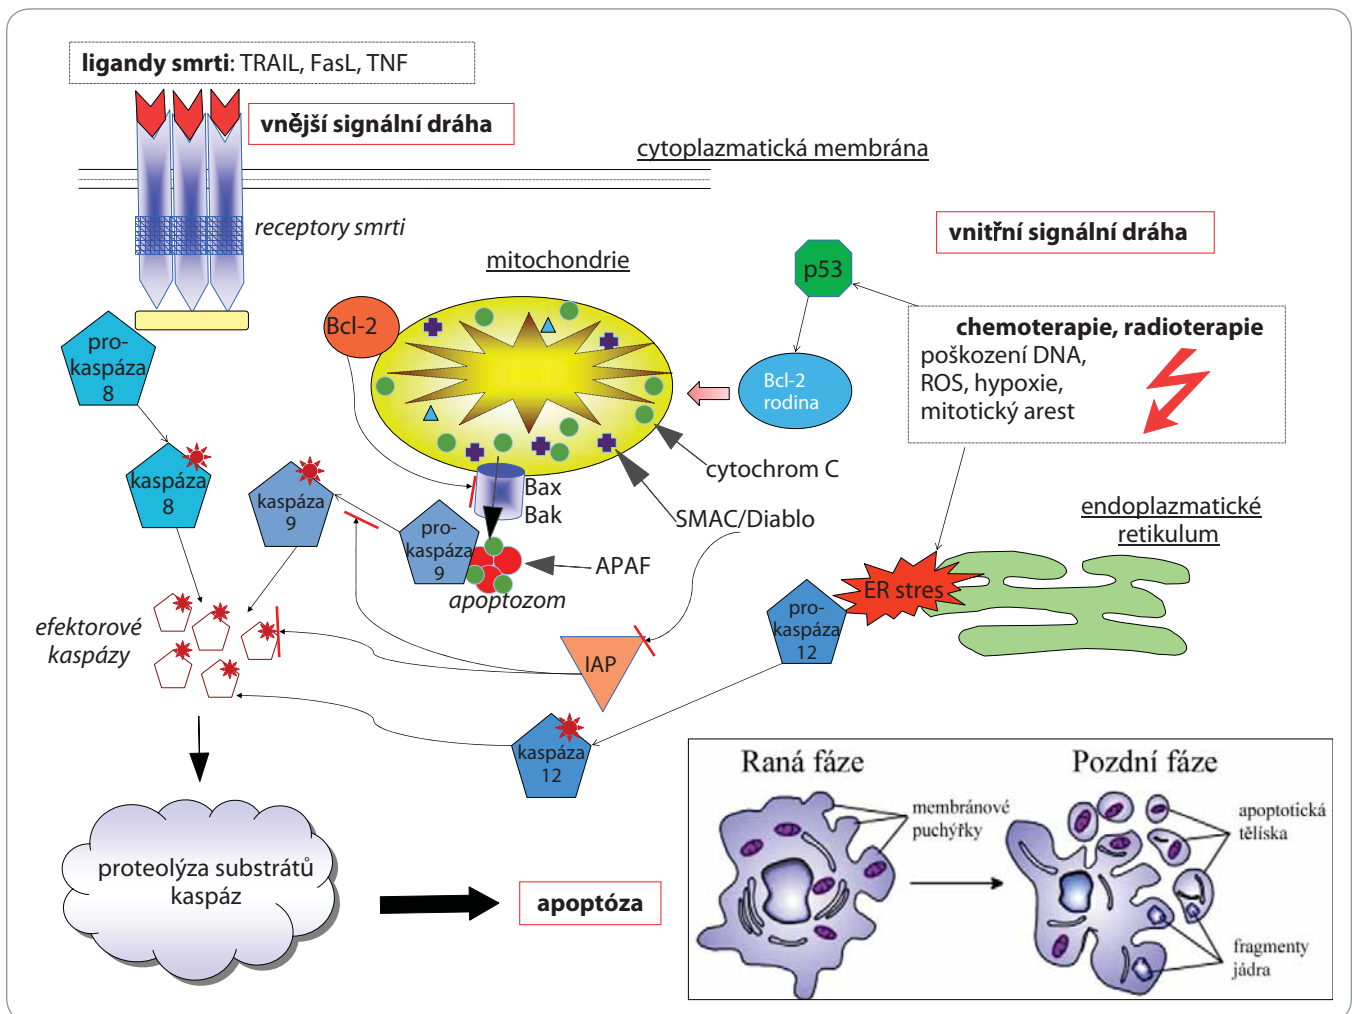 ligandy smrti: TRAIL, FasL, TNF
vnější signální dráha
cytoplazmatická membrána
receptory smrti
vnitřní signální dráha
mitochondrie
p53
Bcl-2
chemoterapie, radioterapie
poškození DNA,
ROS, hypoxie,
mitotický arest
pro-
kaspáza
8
Bcl-2
rodina
kaspáza
8
kaspáza
9
cytochrom C
Bax
Bak
SMAC/Diablo
endoplazmatické
retikulum
pro-
kaspáza
9
APAF
apoptozom
ER stres
pro-
kaspáza
12
efektorové
kaspázy
IAP
kaspáza
12
proteolýza substrátů
kaspáz
apoptóza
Raná fáze
Pozdní fáze
membránové
puchýřky
apoptotická
tělíska
fragmenty
jádra